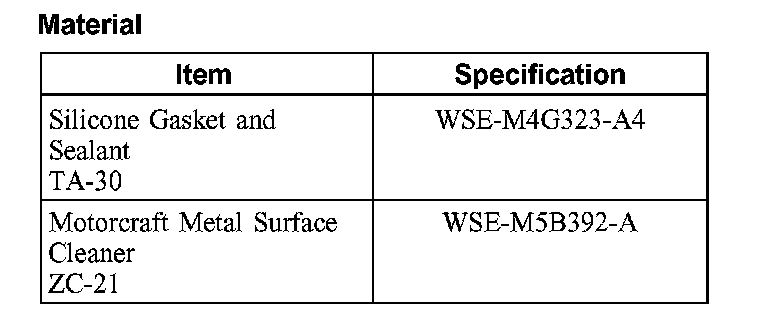 Material
Item Specification
Silicone Gasket and WSE-M4G323-A4
Sealant
TA-30
Motorcraft Metal Surface WSE-M5B392-A
Cleaner
ZC-21